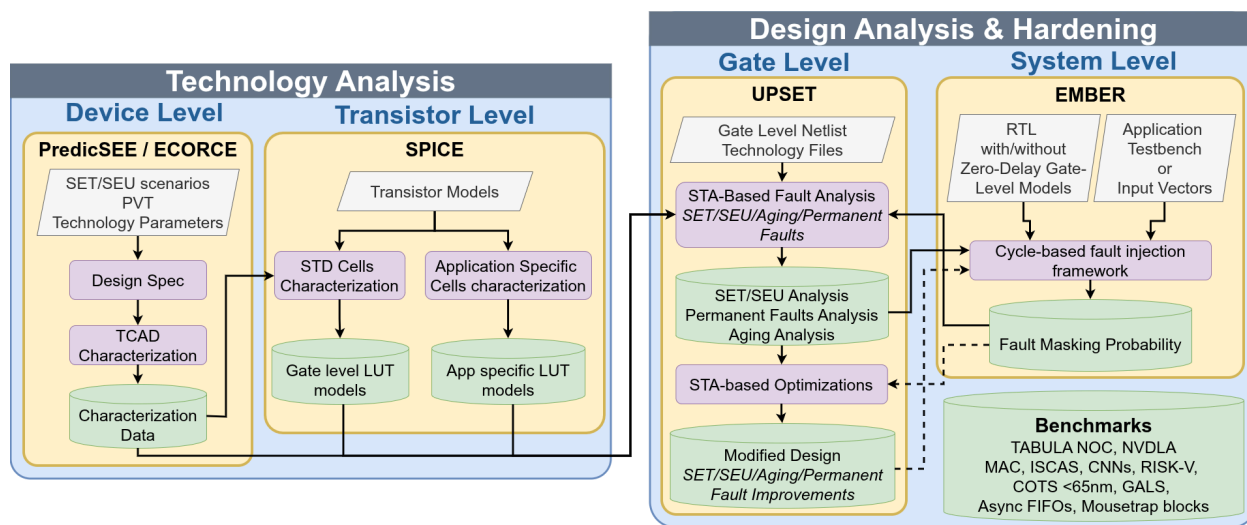 Technology Analysis
Device Level
Transistor Level
PredicSEE / ECORCE
SET/SEU scenarios
PVT
Technology Parameters
Design Spec
TCAD
Characterization
Characterization
Data
SPICE
Transistor Models
STD Cells
Characterization
Application Specific
Cells characterization
Gate level LUT
models
App specific LUT
models
Design Analysis & Hardening
Gate Level
System Level
UPSET
Gate Level Netlist
Technology Files
STA-Based Fault Analysis
SET/SEU/Aging/Permanent
Faults
SET/SEU Analysis
Permanent Faults Analysis
Aging Analysis
STA-based Optimizations
Modified Design
SET/SEU/Aging/Permanent
Fault Improvements
EMBER
RTL
with/without
Zero-Delay Gate-
Level Models
Application
Testbench
or
Input Vectors
Cycle-based fault injection
framework
Fault Masking Probability
Benchmarks
TABULA NOC, NVDLA
MAC, ISCAS, CNNs, RISK-V,
COTS <65nm, GALS,
Async FIFOs, Mousetrap blocks